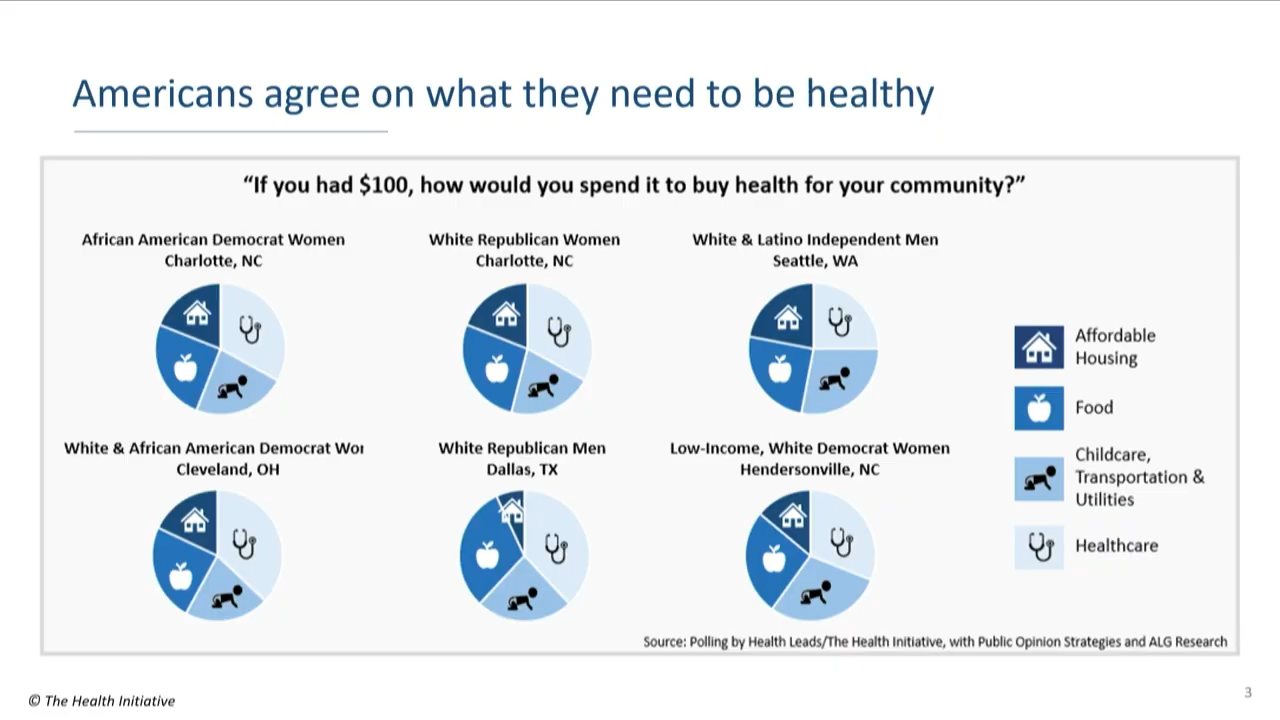 Americans agree on what they need to be healthy
“If you had $100, how would you spend it to buy health for your community?”
African American Democrat Women
Charlotte, NC
White Republican Women
Charlotte, NC
White & Latino Independent Men
Seattle, WA
White & African American Democrat Wor
Cleveland, OH
White Republican Men
Dallas, TX
Low-Income, White Democrat Women
Hendersonville, NC
Affordable
Housing
Food
Childcare,
Transportation &
Utilities
Healthcare
Source: Polling by Health Leads/The Health Initiative, with Public Opinion Strategies and ALG Research
© The Health Initiative
3